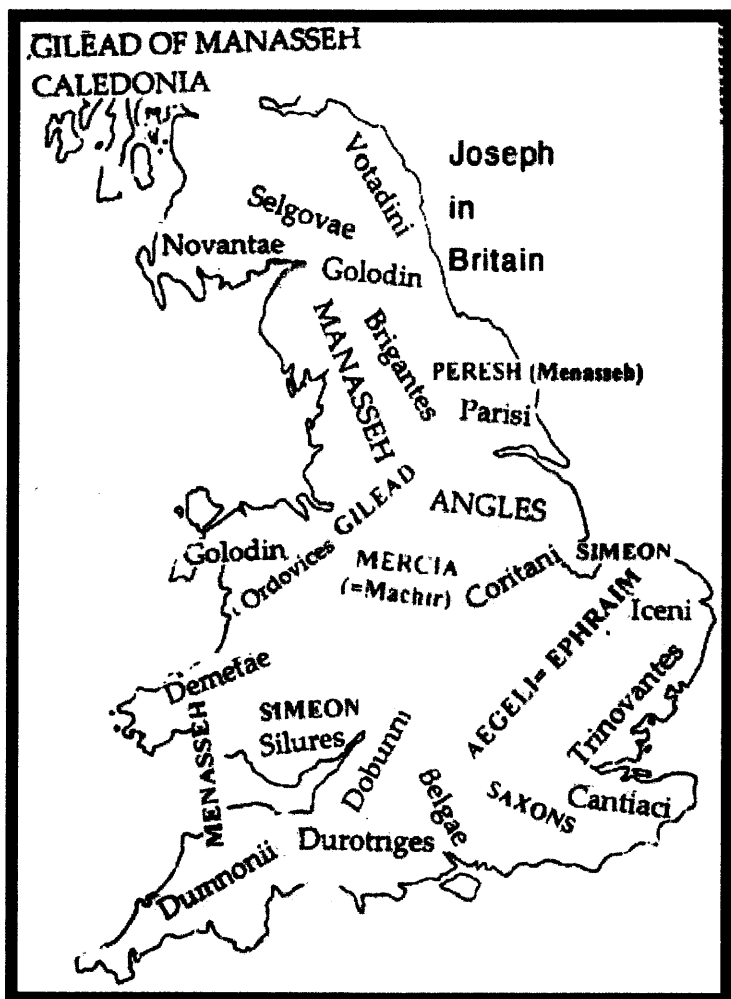 GILEAD OF MANASSEH
CALEDONIA
Votadini
Joseph
in
Britain
Selgovae
Novantae
Golodin
MANASSEH
Brigantes
PERESH (Menasseh)
Parisi
GILEAD
ANGLES
Golodin
Ordovices
MERCIA
(=Machir)
Coritani
SIMEON
AEGELI= EPHRAIM
Iceni
Demetae
MENASSEH
SIMEON
Silures
Dobunni
Trinovantes
Belgae
SAXONS
Cantiaci
Durotriges
Dumnonii